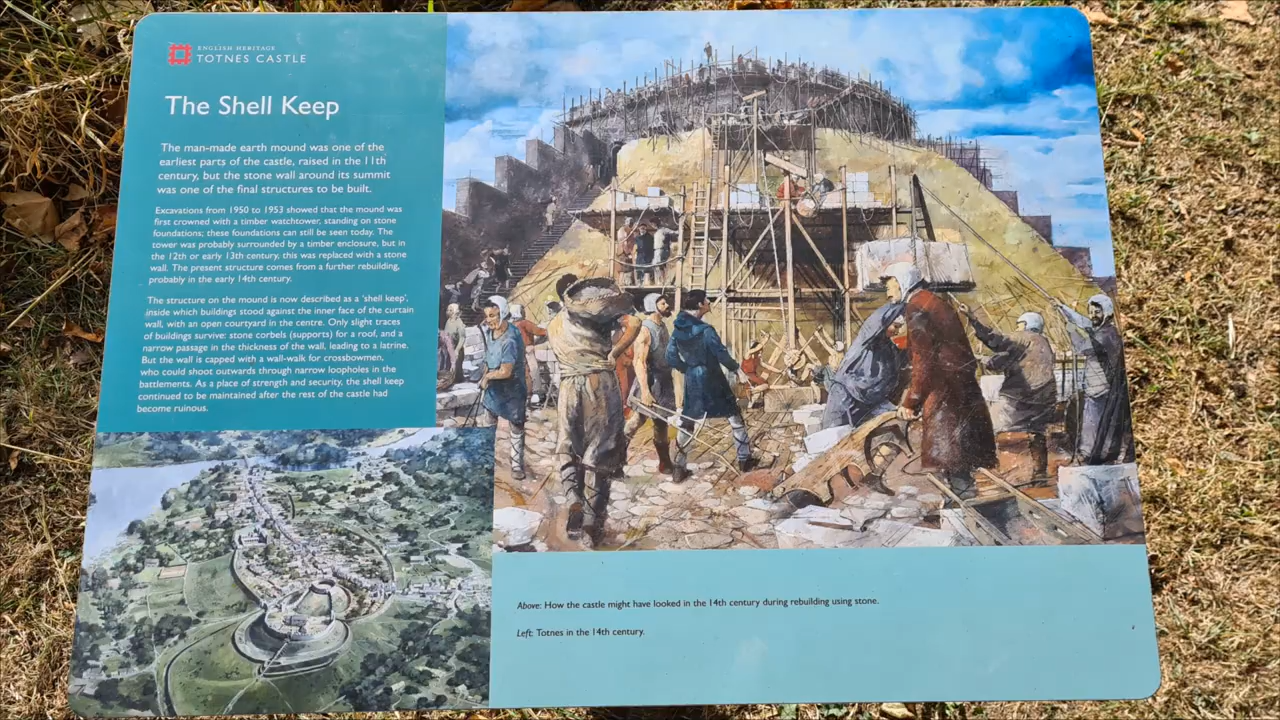 ENGLISH HERITAGE
TOTNES CASTLE
The Shell Keep
The man-made earth mound was one of the
earliest parts of the castle, raised in the 11th
century, but the stone wall around its summit
was one of the final structures to be built.
Excavations from 1950 to 1953 showed that the mound was
first crowned with a timber watchtower, standing on stone
foundations; these foundations can still be seen today. The
tower was probably surrounded by a timber enclosure, but in
the 12th or early 13th century, this was replaced with a stone
wall. The present structure comes from a further rebuilding,
probably in the early 14th century.
The structure on the mound is now described as a 'shell keep',
inside which buildings stood against the inner face of the curtain
wall, with an open courtyard in the centre. Only slight traces
of buildings survive: stone corbels (supports) for a roof, and a
narrow passage in the thickness of the wall, leading to a latrine.
But the wall is capped with a wall-walk for crossbowmen,
who could shoot outwards through narrow loopholes in the
battlements. As a place of strength and security, the shell keep
continued to be maintained after the rest of the castle had
become ruinous.
Above: How the castle might have looked in the 14th century during rebuilding using stone.
Left: Totnes in the 14th century.